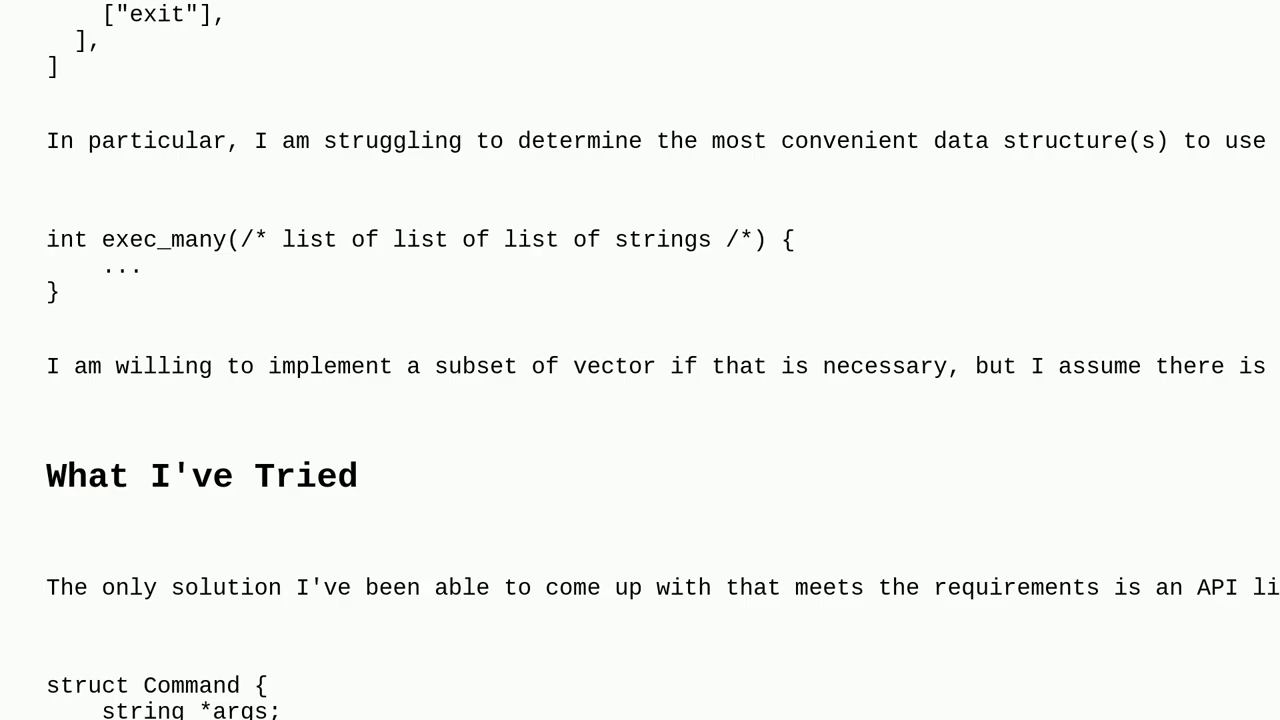 ["exit"],
],
]
In particular, I am struggling to determine the most convenient data structure(s) to use
int exec_many(/* list of list of list of strings /*) {
...
}
I am willing to implement a subset of vector if that is necessary, but I assume there is
What I've Tried
The only solution I've been able to come up with that meets the requirements is an API li
struct Command {
string *args;